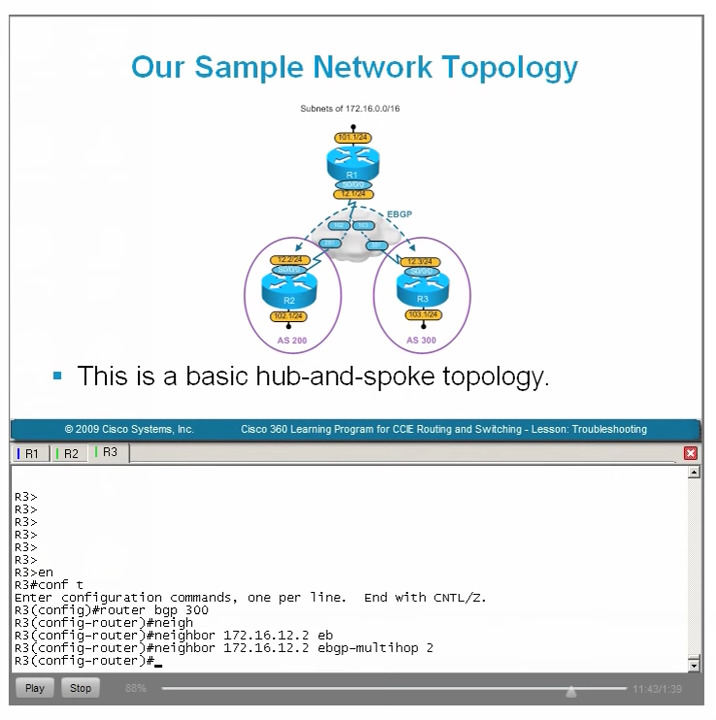 Our Sample Network Topology
Subnets of 172.16.0.0/16
101.1/24
R1
S0/0/0
12.1/24
EBGP
102 103
12.2/24
S0/0/0
R2
102.1/24
AS 200
12.3/24
S0/0/0
R3
103.1/24
AS 300
▪ This is a basic hub-and-spoke topology.
© 2009 Cisco Systems, Inc. Cisco 360 Learning Program for CCIE Routing and Switching - Lesson: Troubleshooting
R1 R2 R3
R3>
R3>
R3>
R3>
R3>
R3>
R3>en
R3#conf t
Enter configuration commands, one per line. End with CNTL/Z.
R3(config)#router bgp 300
R3(config-router)#neigh
R3(config-router)#neighbor 172.16.12.2 eb
R3(config-router)#neighbor 172.16.12.2 ebgp-multihop 2
R3(config-router)#_
Play Stop 88% 11:43/1:39